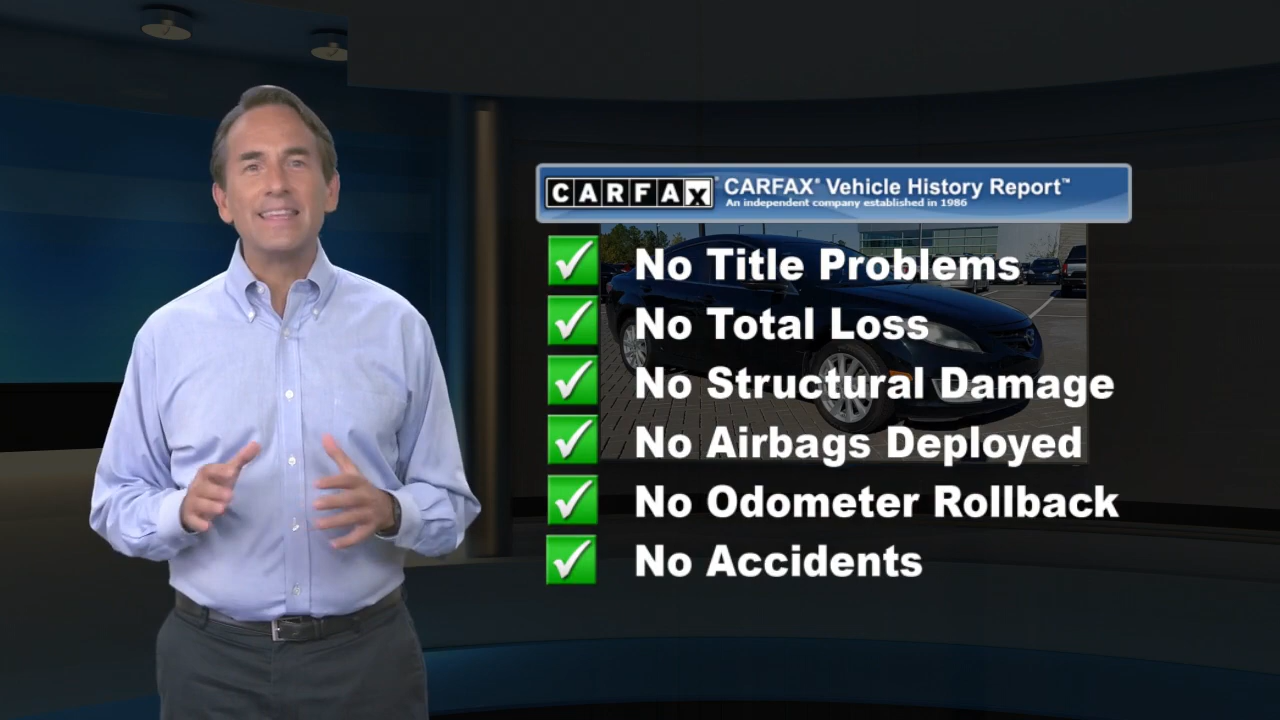 CARFAX® CARFAX® Vehicle History Report™
An independent company established in 1986
No Title Problems
No Total Loss
No Structural Damage
No Airbags Deployed
No Odometer Rollback
No Accidents